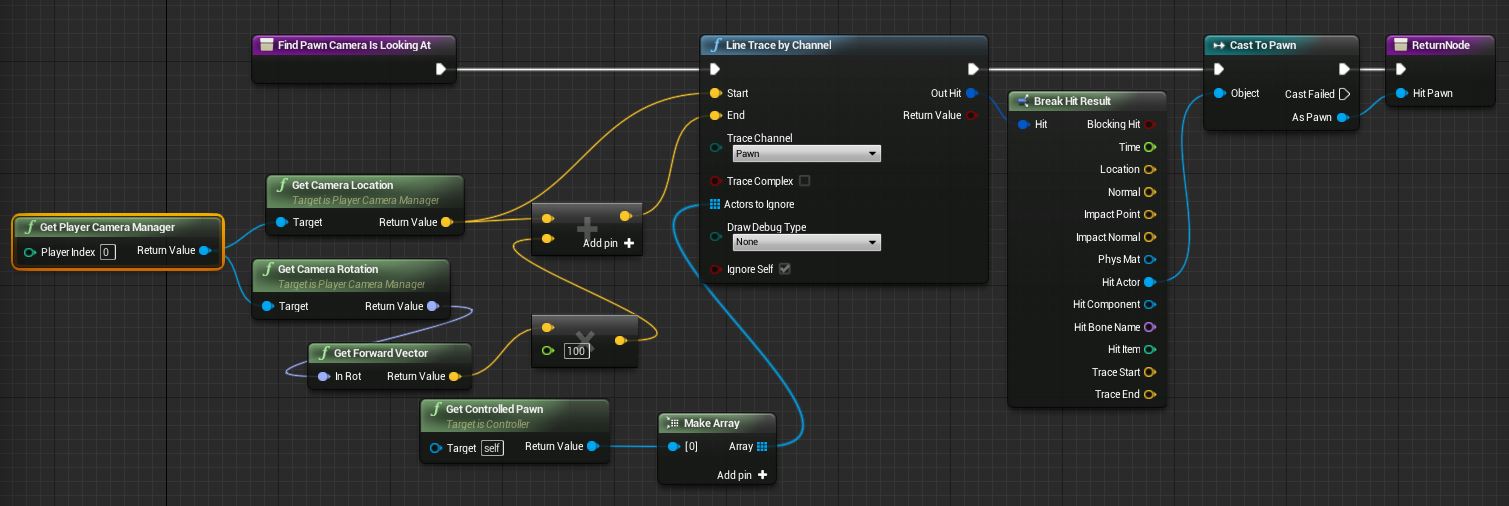 Find Pawn Camera Is Looking At
Line Trace by Channel
Start
End
Trace Channel
Pawn
Trace Complex
Actors to Ignore
Draw Debug Type
None
Ignore Self
Out Hit
Return Value
Break Hit Result
Hit
Blocking Hit
Time
Location
Normal
Impact Point
Impact Normal
Phys Mat
Hit Actor
Hit Component
Hit Bone Name
Hit Item
Trace Start
Trace End
Cast To Pawn
Object
Cast Failed
As Pawn
ReturnNode
Hit Pawn
Get Player Camera Manager
Player Index 0
Return Value
Get Camera Location
Target is Player Camera Manager
Target
Return Value
Get Camera Rotation
Target is Player Camera Manager
Target
Return Value
Get Forward Vector
In Rot
Return Value
+
Add pin +
×
100
Get Controlled Pawn
Target is Controller
Target self
Return Value
Make Array
[0]
Array
Add pin +